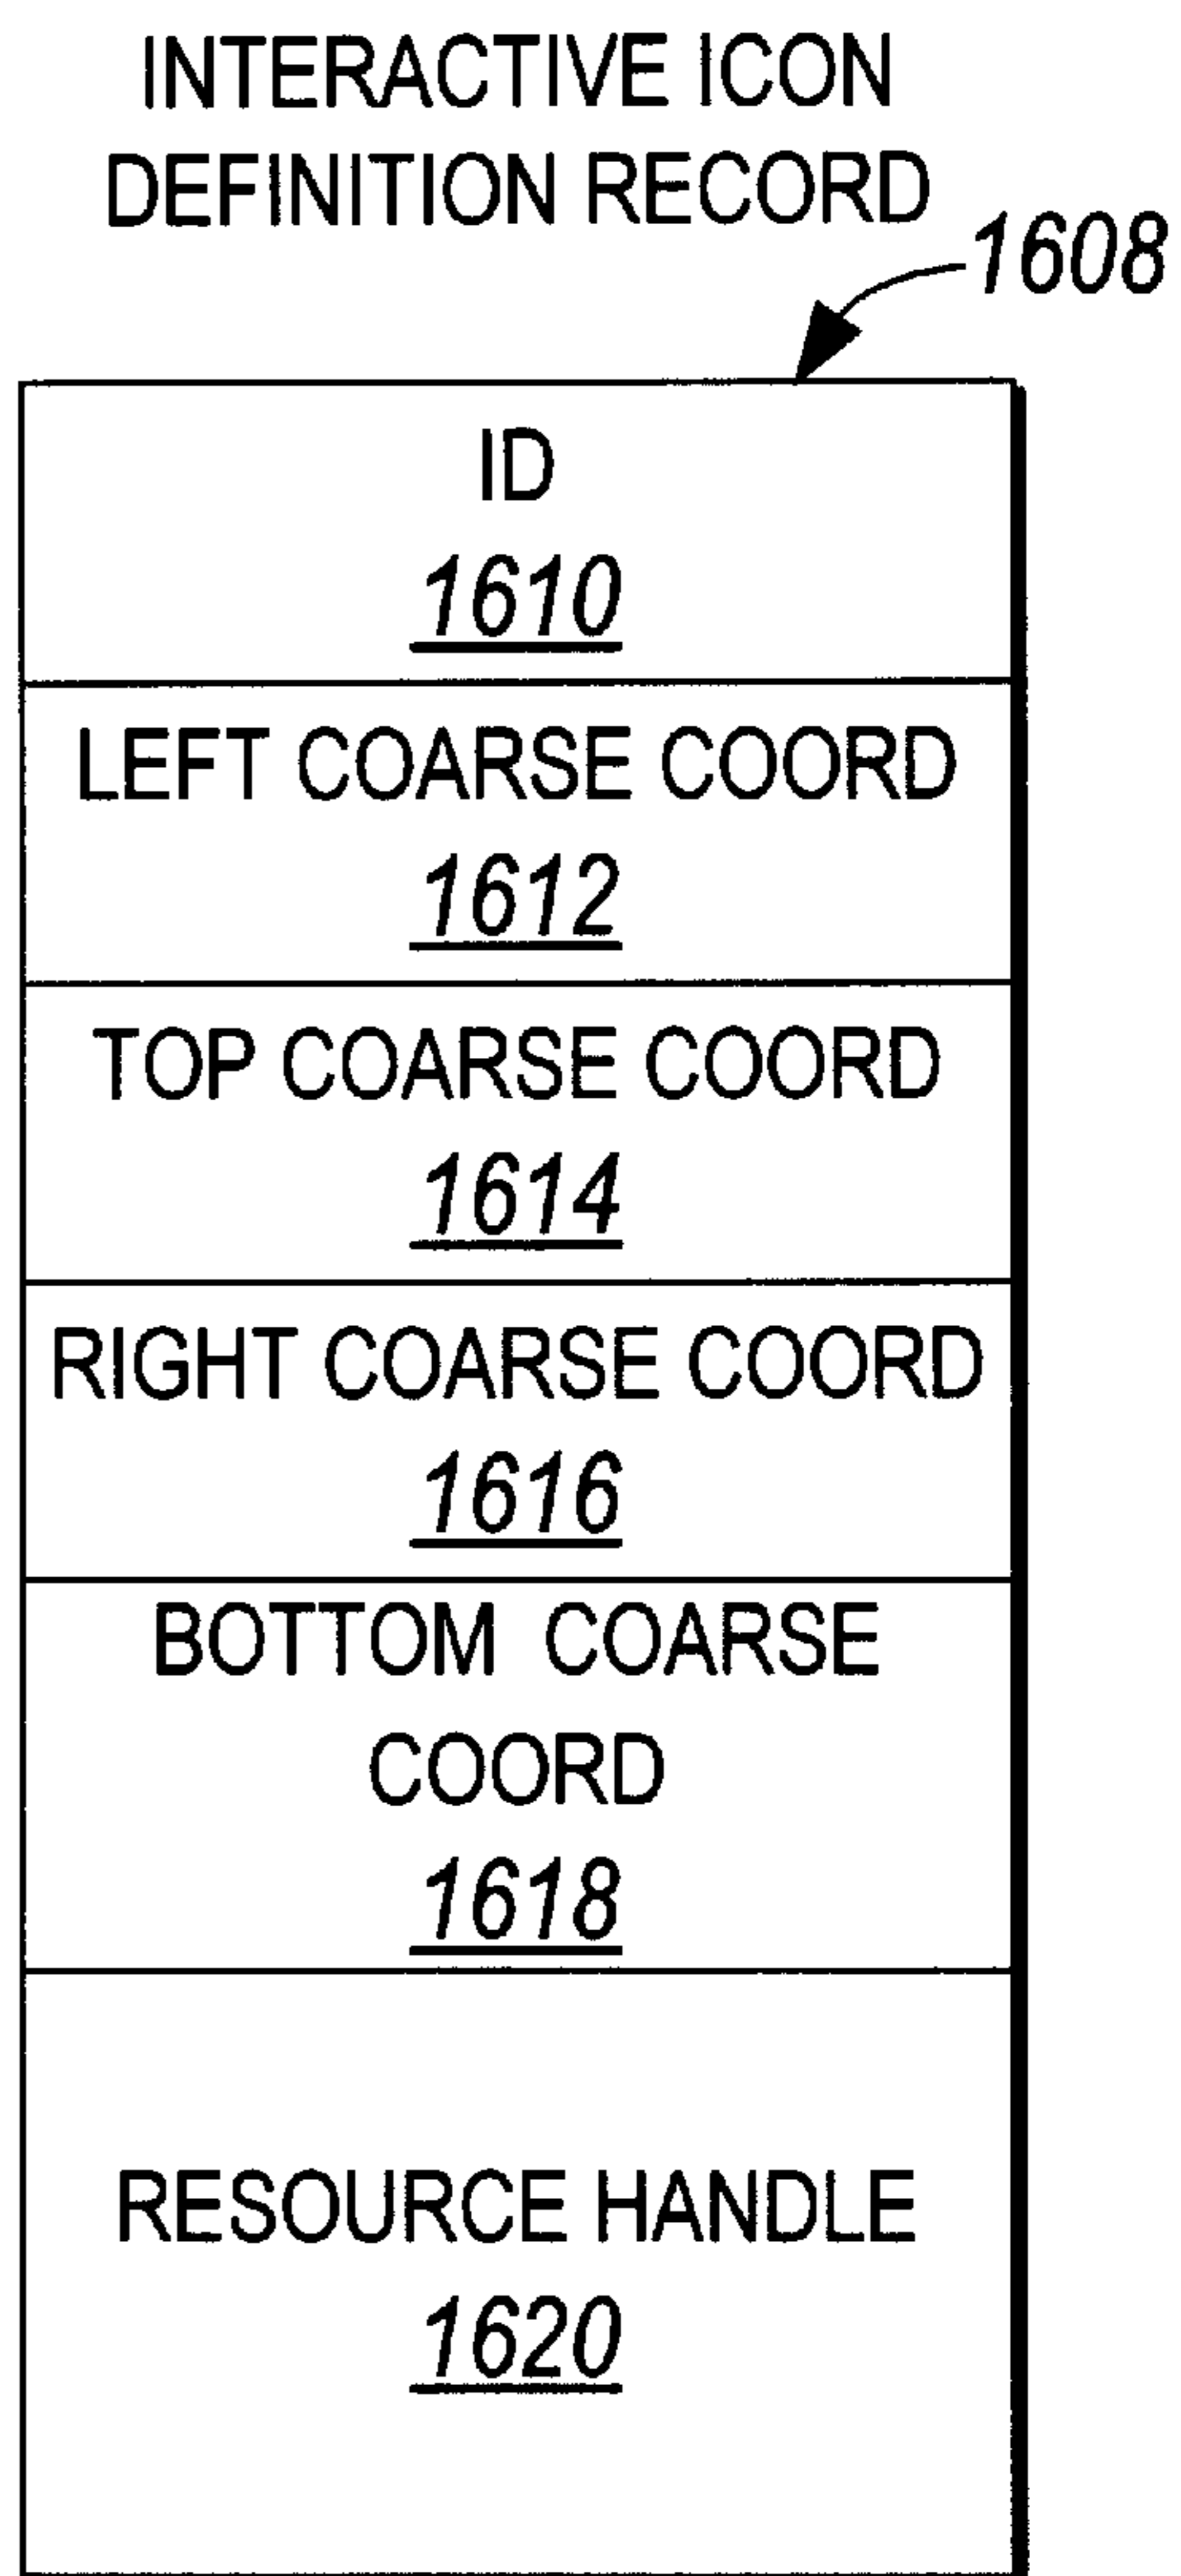 INTERACTIVE ICON
DEFINITION RECORD
1608
ID
1610
LEFT COARSE COORD
1612
TOP COARSE COORD
1614
RIGHT COARSE COORD
1616
BOTTOM COARSE
COORD
1618
RESOURCE HANDLE
1620